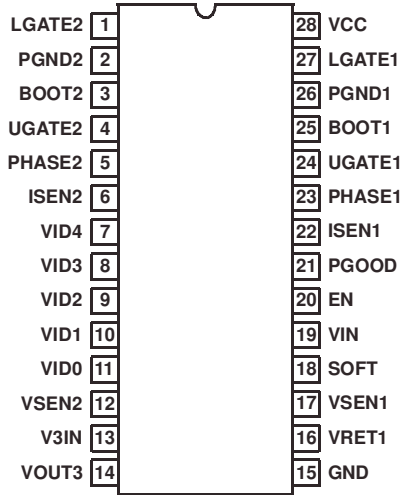 LGATE2 1 28 VCC
PGND2 2 27 LGATE1
BOOT2 3 26 PGND1
UGATE2 4 25 BOOT1
PHASE2 5 24 UGATE1
ISEN2 6 23 PHASE1
VID4 7 22 ISEN1
VID3 8 21 PGOOD
VID2 9 20 EN
VID1 10 19 VIN
VID0 11 18 SOFT
VSEN2 12 17 VSEN1
V3IN 13 16 VRET1
VOUT3 14 15 GND